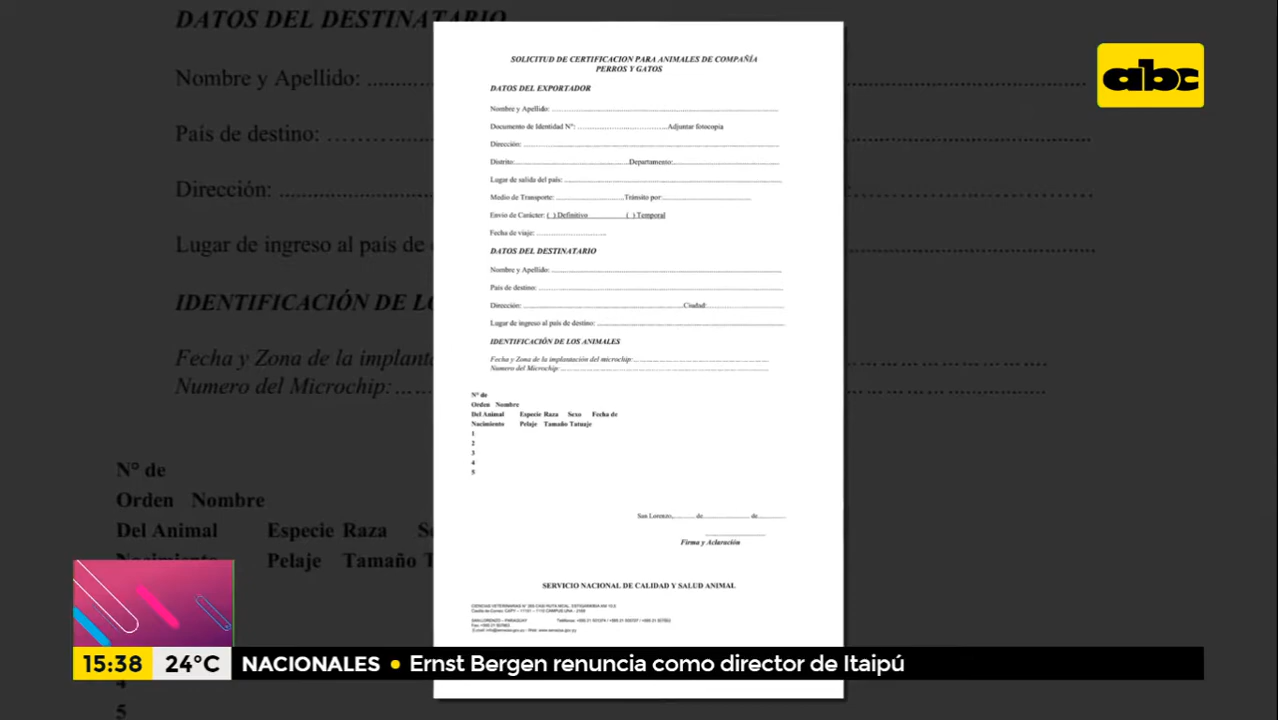 DATOS DEL DESTINATARIO
Nombre y Apellido:
País de destino:
Dirección:
Lugar de ingreso al país de
IDENTIFICACIÓN DE LO
Fecha y Zona de la implanta
Numero del Microchip:
N° de
Orden Nombre
Del Animal Especie Raza
Nacimiento Pelaje Tamaño
4
5
SOLICITUD DE CERTIFICACION PARA ANIMALES DE COMPAÑÍA
PERROS Y GATOS
DATOS DEL EXPORTADOR
Nombre y Apellido:
Documento de Identidad N°: Adjuntar fotocopia
Dirección:
Distrito: Departamento:
Lugar de salida del país:
Medio de Transporte: Tránsito por:
Envío de Carácter: ( ) Definitivo ( ) Temporal
Fecha de viaje:
DATOS DEL DESTINATARIO
Nombre y Apellido:
País de destino:
Dirección: Ciudad:
Lugar de ingreso al país de destino:
IDENTIFICACIÓN DE LOS ANIMALES
Fecha y Zona de la implantación del microchip:
Numero del Microchip:
N° de
Orden Nombre
Del Animal Especie Raza Sexo Fecha de
Nacimiento Pelaje Tamaño Tatuaje
1
2
3
4
5
San Lorenzo, de de
Firma y Aclaración
SERVICIO NACIONAL DE CALIDAD Y SALUD ANIMAL
abc
15:38 24°C NACIONALES • Ernst Bergen renuncia como director de Itaipú